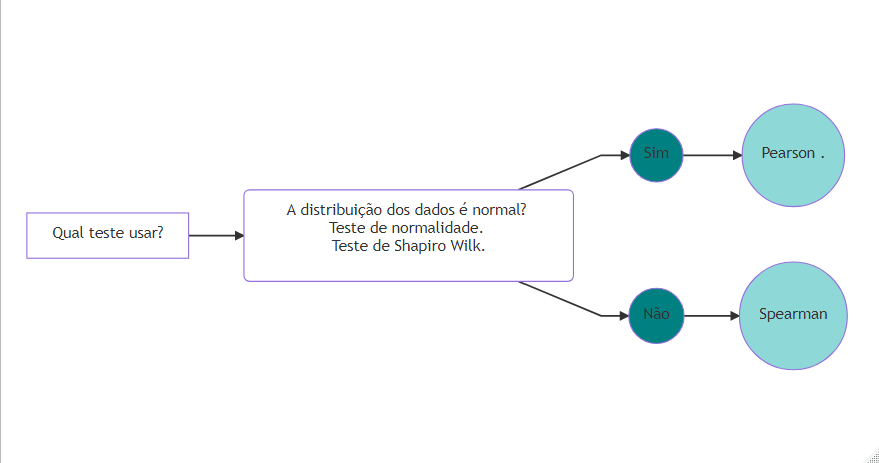 Qual teste usar?
A distribuição dos dados é normal?
Teste de normalidade.
Teste de Shapiro Wilk.
Sim
Pearson .
Não
Spearman